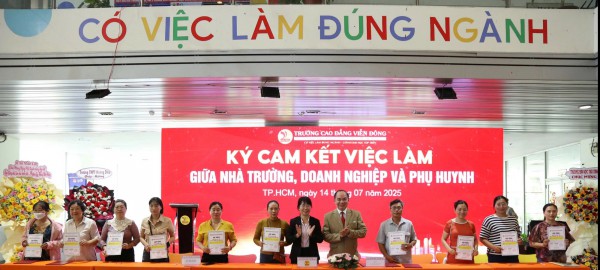 CÓ VIỆC LÀM ĐÚNG NGÀNH
TRƯỜNG CAO ĐẲNG VIỄN ĐÔNG
KÝ CAM KẾT VIỆC LÀM
GIỮA NHÀ TRƯỜNG, DOANH NGHIỆP VÀ PHỤ HUYNH
TP.HCM, ngày 14 tháng 07 năm 2025